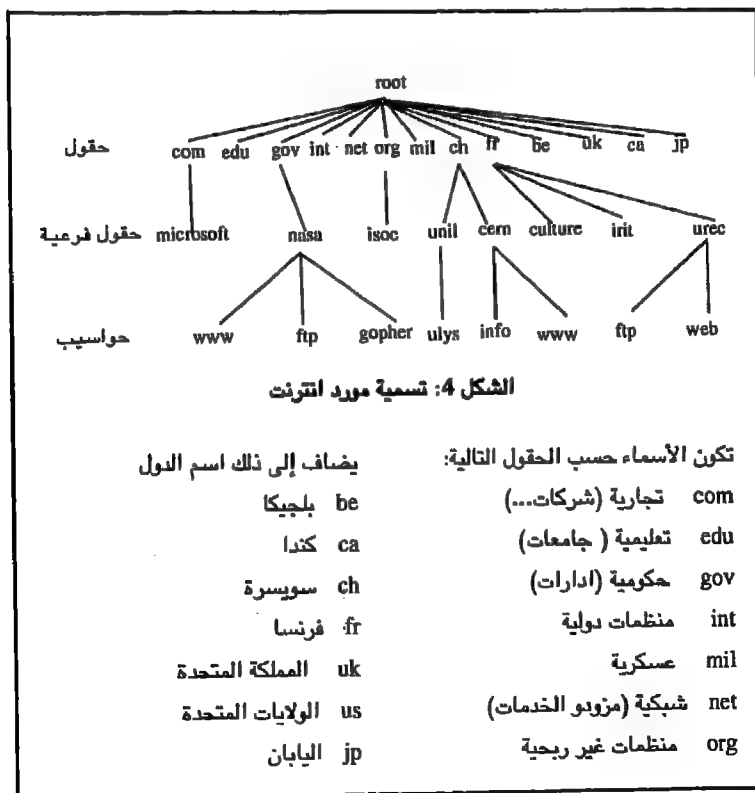 root
حقول com edu gov int net org mil ch fr be uk ca jp
حقول فرعية microsoft nasa isoc unil cern culture irit urec
حواسيب www ftp gopher ulys info www ftp web
الشكل 4: تسمية مورد انترنت
تكون الأسماء حسب الحقول التالية:
com تجارية (شركات...)
edu تعليمية ( جامعات)
gov حكومية (ادارات)
int منظمات دولية
mil عسكرية
net شبكية (مزودو الخدمات)
org منظمات غير ربحية
يضاف إلى ذلك اسم الدول
be بلجيكا
ca كندا
ch سويسرة
fr فرنسا
uk المملكة المتحدة
us الولايات المتحدة
jp اليابان